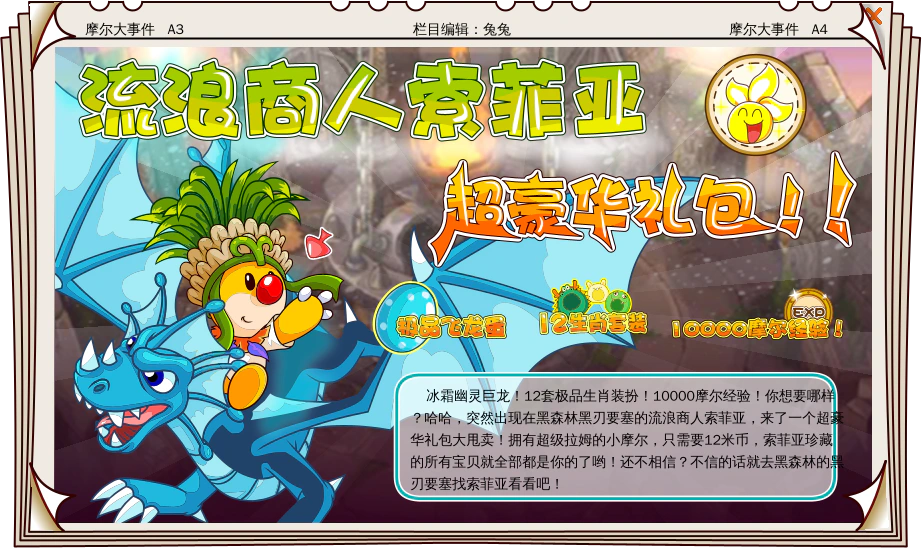 摩尔大事件 A3
栏目编辑：兔兔
摩尔大事件 A4
流浪商人索菲亚
超豪华礼包！！
极品飞龙蛋
12生肖套装
EXP
10000摩尔经验！
冰霜幽灵巨龙！12套极品生肖装扮！10000摩尔经验！你想要哪样
？哈哈，突然出现在黑森林黑刃要塞的流浪商人索菲亚，来了一个超豪
华礼包大甩卖！拥有超级拉姆的小摩尔，只需要12米币，索菲亚珍藏
的所有宝贝就全部都是你的了哟！还不相信？不信的话就去黑森林的黑
刃要塞找索菲亚看看吧！